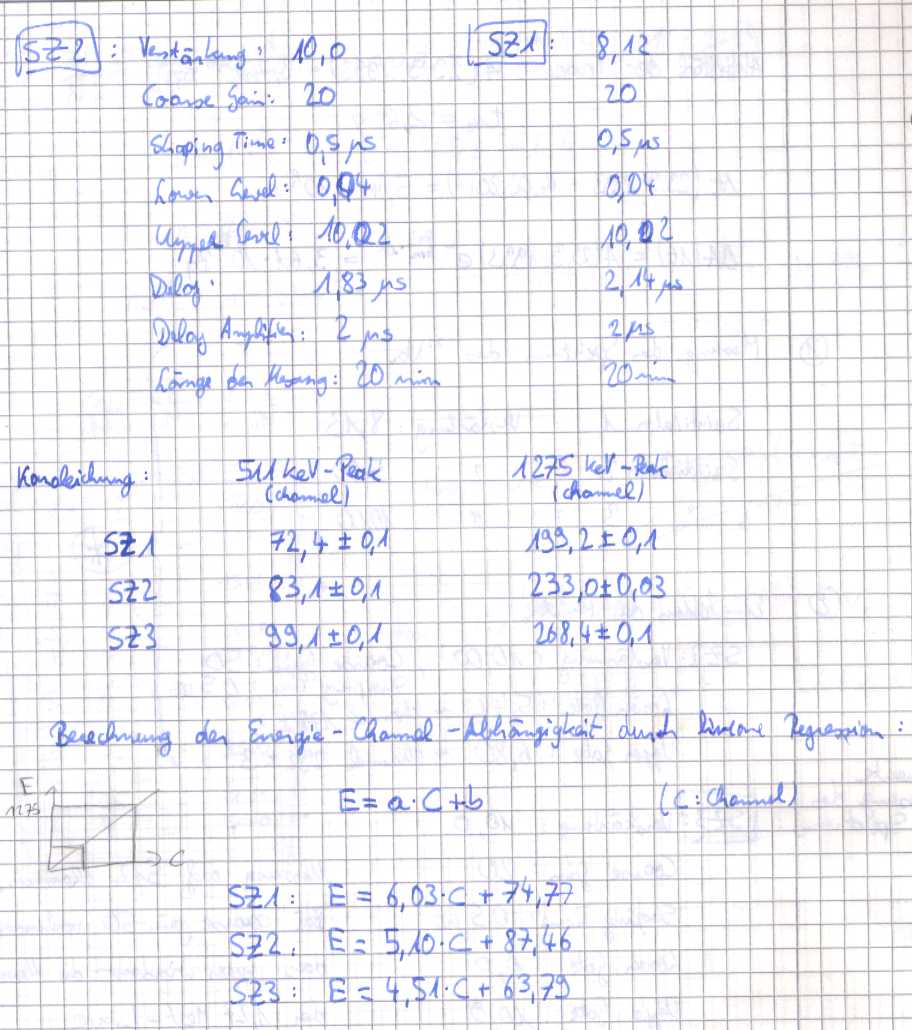 SZ2: Verstärkung: 10,0 SZ1: 8,12
Coarse Gain: 20 20
Shaping Time: 0,5 µs 0,5 µs
Lower Level: 0,04 0,04
Upper Level: 10,02 10,02
Delay: 1,83 µs 2,14 µs
Delay Amplifier: 2 µs 2 µs
Länge der Messung: 20 min 20 min
Kanaleichung: 511 keV-Peak 1275 keV-Peak
(channel) (channel)
SZ1 72,4 ± 0,1 199,2 ± 0,1
SZ2 83,1 ± 0,1 233,0 ± 0,03
SZ3 99,1 ± 0,1 268,4 ± 0,1
Berechnung der Energie-Channel-Abhängigkeit durch lineare Regression:
E
1275
C
E = a·C+b (C: Channel)
SZ1: E = 6,03·C + 74,77
SZ2: E = 5,10·C + 87,46
SZ3: E = 4,51·C + 63,79